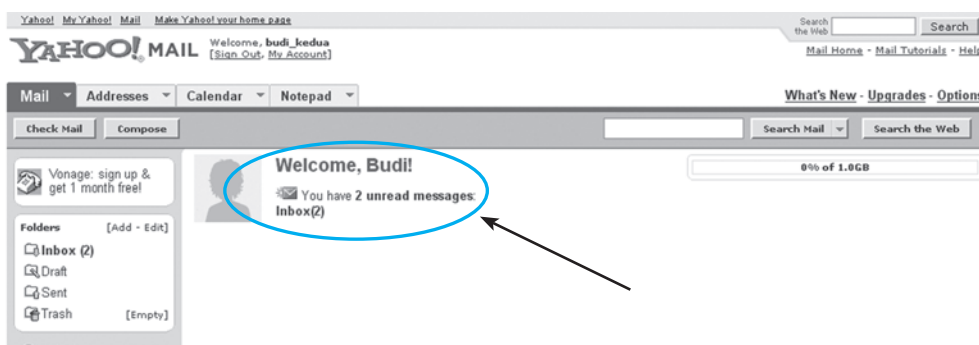 Yahoo! My Yahoo! Mail Make Yahoo! your home page
Search the Web Search
YAHOO! MAIL Welcome, budi_kedua
[Sign Out, My Account]
Mail Home - Mail Tutorials - Help
Mail Addresses Calendar Notepad
What's New - Upgrades - Options
Check Mail Compose Search Mail Search the Web
Vonage: sign up &
get 1 month free!
Welcome, Budi!
You have 2 unread messages:
Inbox(2)
0% of 1.0GB
Folders [Add - Edit]
Inbox (2)
Draft
Sent
Trash [Empty]